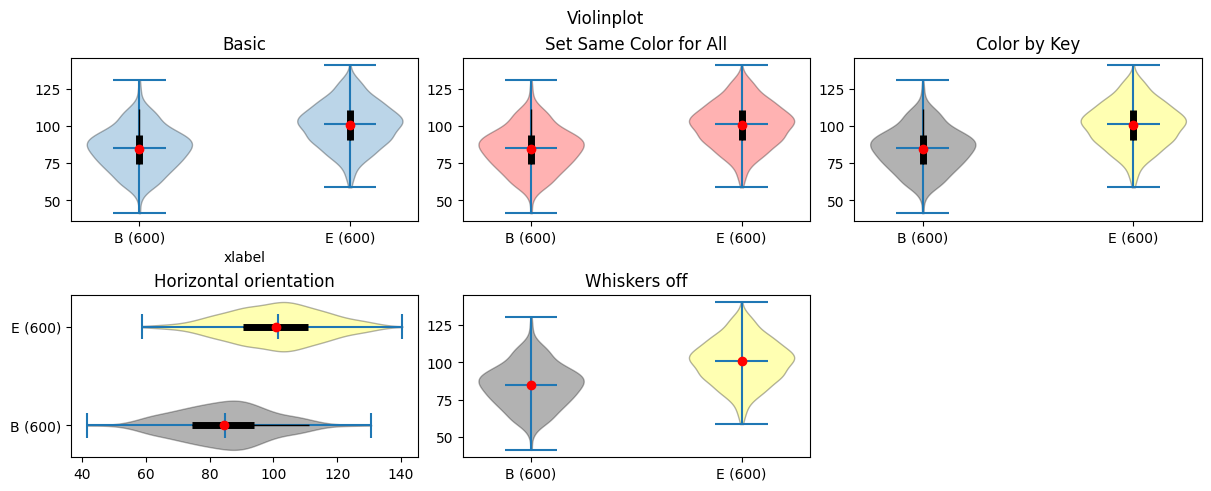 Violinplot
Basic
125
100
75
50
B (600)
E (600)
xlabel
Set Same Color for All
125
100
75
50
B (600)
E (600)
Color by Key
125
100
75
50
B (600)
E (600)
Horizontal orientation
E (600)
B (600)
40 60 80 100 120 140
Whiskers off
125
100
75
50
B (600)
E (600)